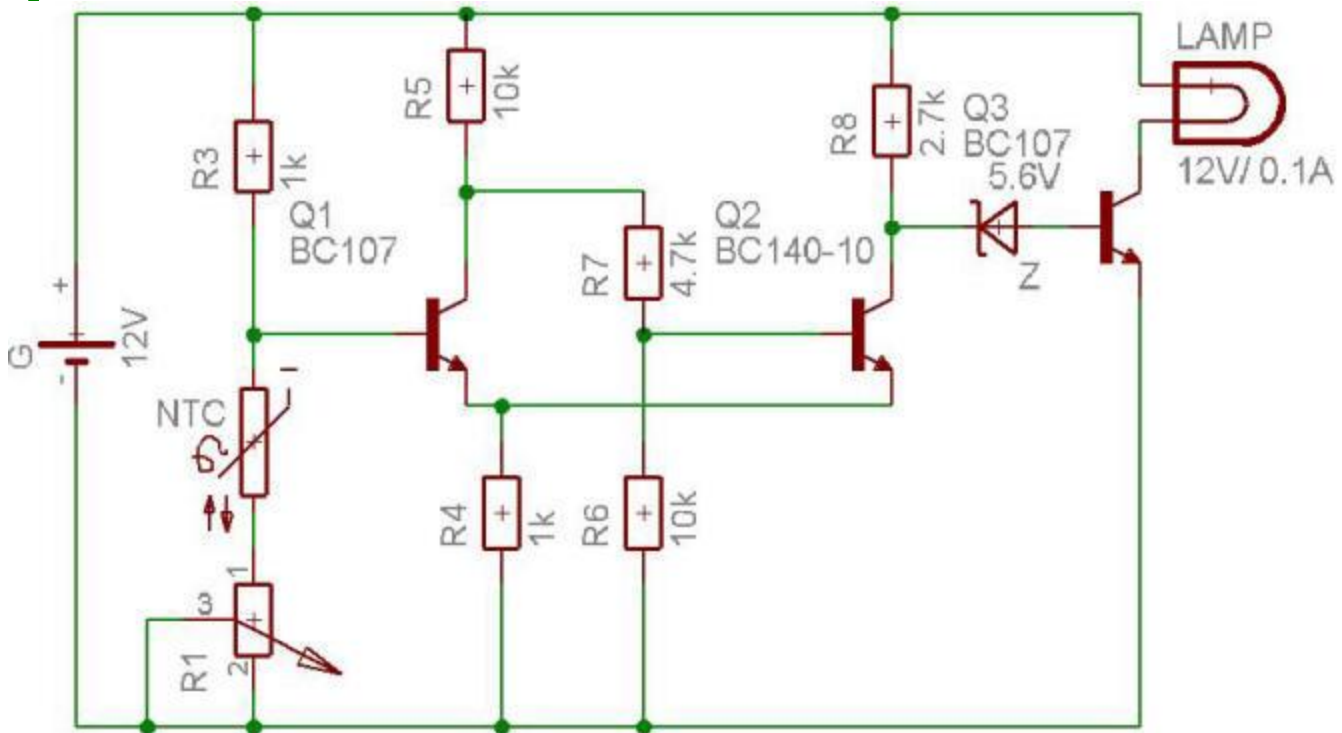 LAMP
12V/ 0.1A
R5
10k
R8
2.7k
Q3
BC107
5.6V
Z
R3
1k
Q1
BC107
R7
4.7k
Q2
BC140-10
+
G
12V
-
NTC
R4
1k
R6
10k
1
3
R1
2